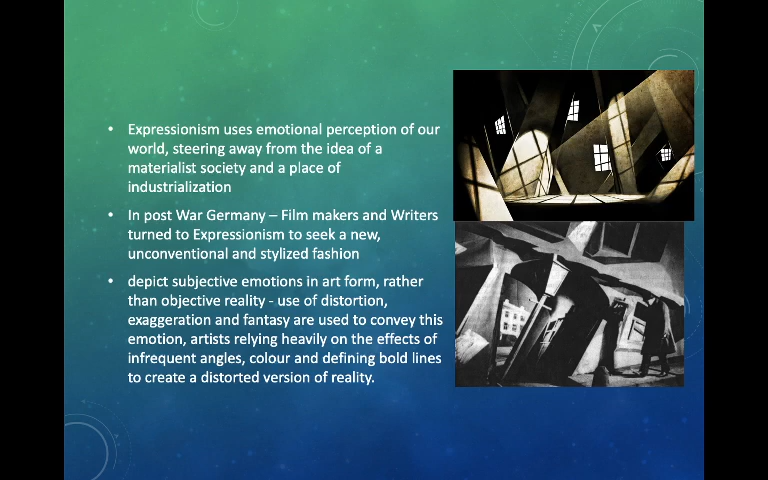 • Expressionism uses emotional perception of our
world, steering away from the idea of a
materialist society and a place of
industrialization
• In post War Germany – Film makers and Writers
turned to Expressionism to seek a new,
unconventional and stylized fashion
• depict subjective emotions in art form, rather
than objective reality - use of distortion,
exaggeration and fantasy are used to convey this
emotion, artists relying heavily on the effects of
infrequent angles, colour and defining bold lines
to create a distorted version of reality.